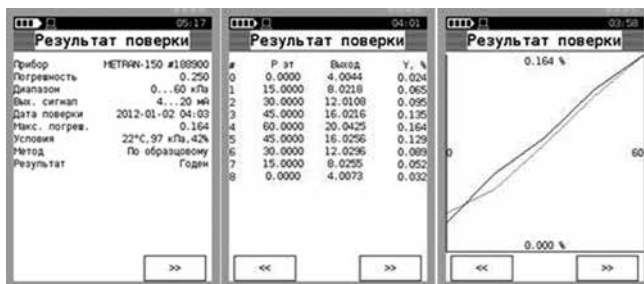 05:17
Результат поверки
Прибор METRAN-150 #188900
Погрешность 0.250
Диапазон 0...60 кПа
Вых. сигнал 4...20 мА
Дата поверки 2012-01-02 04:03
Макс. погрев. 0.164
Условия 22°C,97 кПа,42%
Метод По образцовому
Результат Годен
>>
04:01
Результат поверки
# Р эт Выход Y, %
0 0.0000 4.0044 0.024
1 15.0000 8.0218 0.065
2 30.0000 12.0108 0.095
3 45.0000 16.0216 0.135
4 60.0000 20.0425 0.164
5 45.0000 16.0256 0.129
6 30.0000 12.0296 0.089
7 15.0000 8.0255 0.052
8 0.0000 4.0073 0.032
<< >>
03:58
Результат поверки
0.164 %
0 60
0.000 %
<< >>